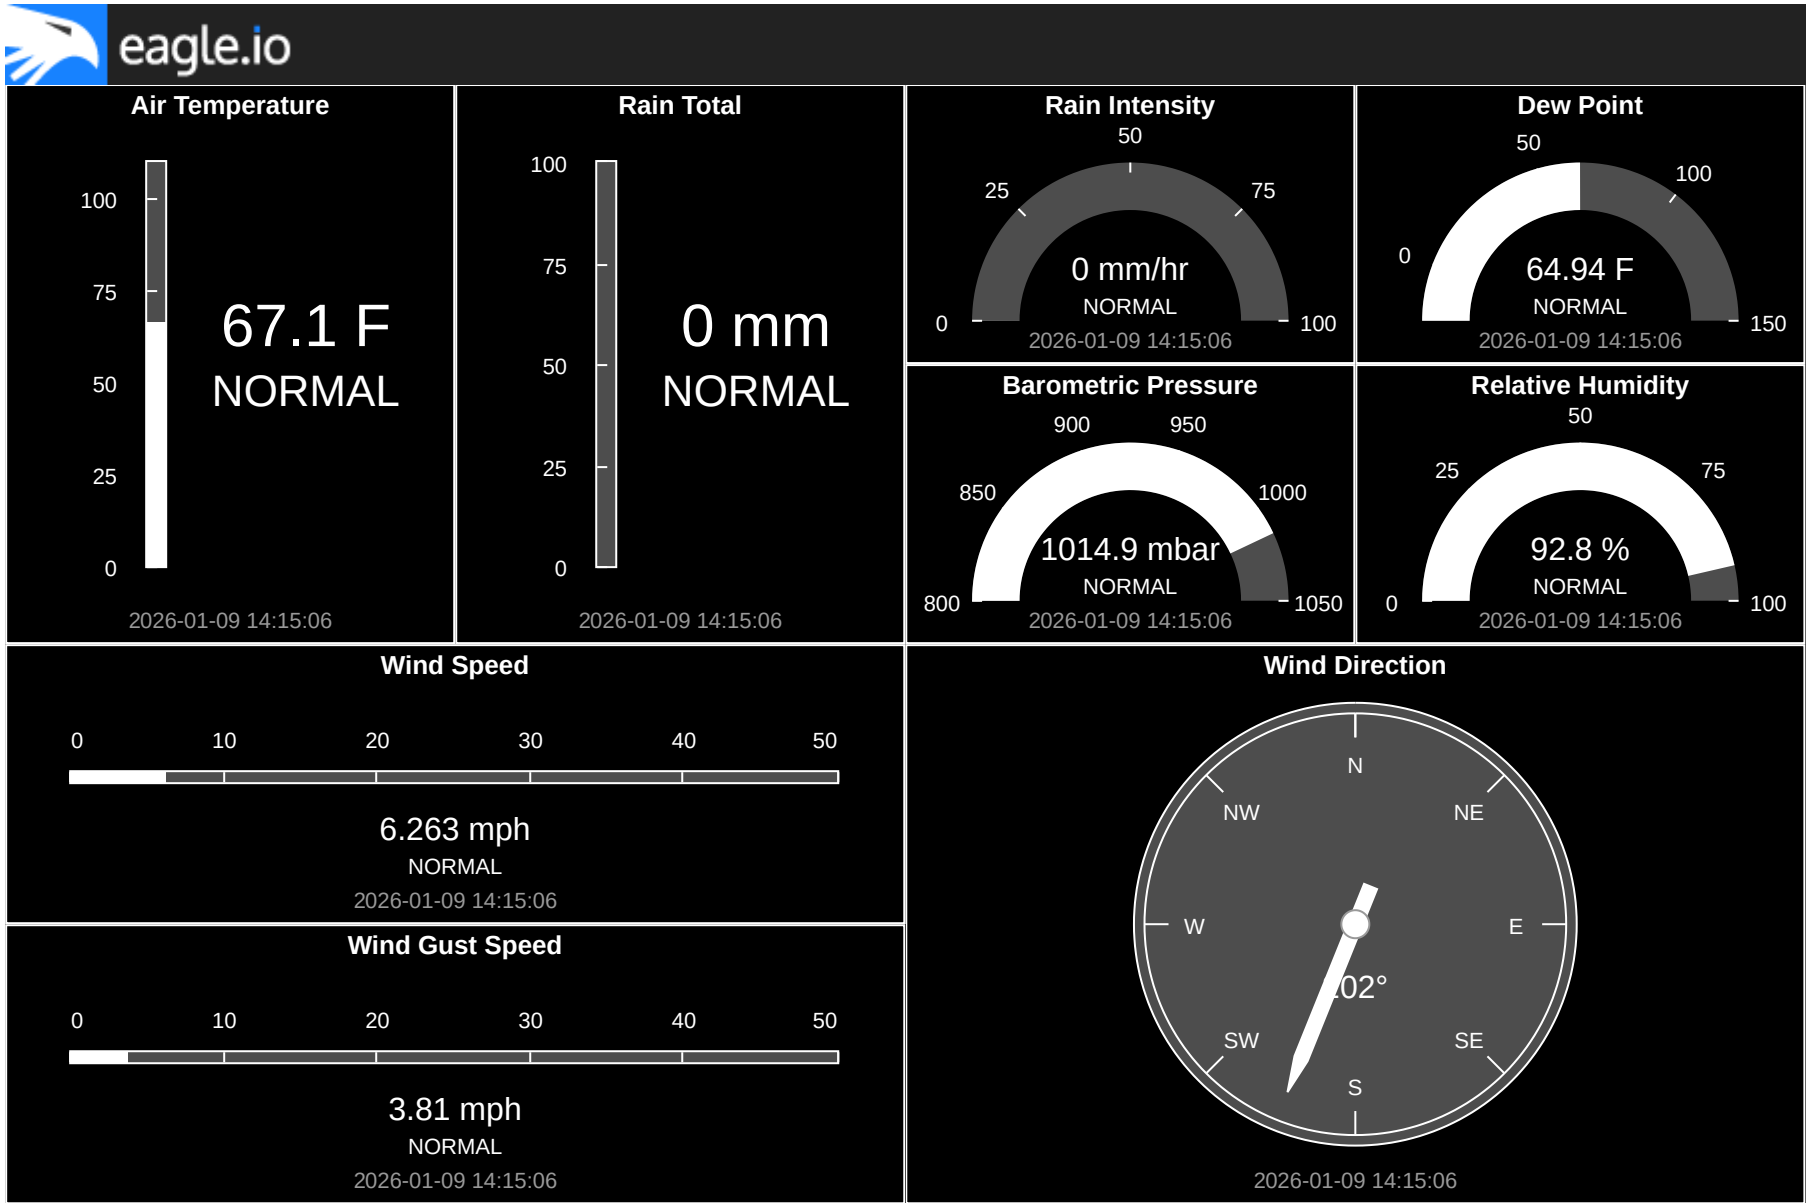 eagle.io
Air Temperature
100
75
50
25
0
67.1 F
NORMAL
2026-01-09 14:15:06
Rain Total
100
75
50
25
0
0 mm
NORMAL
2026-01-09 14:15:06
Rain Intensity
0
25
50
75
100
0 mm/hr
NORMAL
2026-01-09 14:15:06
Dew Point
0
50
100
150
64.94 F
NORMAL
2026-01-09 14:15:06
Barometric Pressure
800
850
900
950
1000
1050
1014.9 mbar
NORMAL
2026-01-09 14:15:06
Relative Humidity
0
25
50
75
100
92.8 %
NORMAL
2026-01-09 14:15:06
Wind Speed
0 10 20 30 40 50
6.263 mph
NORMAL
2026-01-09 14:15:06
Wind Gust Speed
0 10 20 30 40 50
3.81 mph
NORMAL
2026-01-09 14:15:06
Wind Direction
N
NW NE
W E
SW SE
S
2026-01-09 14:15:06